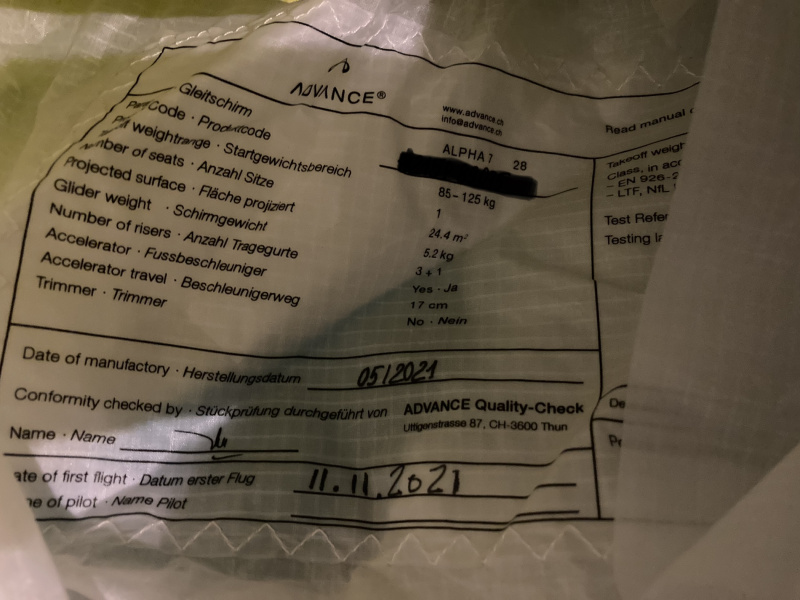 ADVANCE®
www.advance.ch
info@advance.ch
Read manual
Gleitschirm
ALPHA 7 28
Code · Productcode
weightrange · Startgewichtsbereich
85-125 kg
mber of seats · Anzahl Sitze
1
Projected surface · Fläche projiziert
24.4 m²
Glider weight · Schirmgewicht
5.2 kg
Number of risers · Anzahl Tragegurte
3 + 1
Accelerator · Fussbeschleuniger
Yes · Ja
Accelerator travel · Beschleunigerweg
17 cm
Trimmer · Trimmer
No · Nein
Takeoff weigh
Class, in acc
- EN 926-2
- LTF, NfL
Test Refer
Testing la
Date of manufactory · Herstellungsdatum 05/2021
Conformity checked by · Stückprüfung durchgeführt von ADVANCE Quality-Check
Uttigenstrasse 87, CH-3600 Thun
Name · Name
ate of first flight · Datum erster Flug 11.11.2021
e of pilot · Name Pilot
De